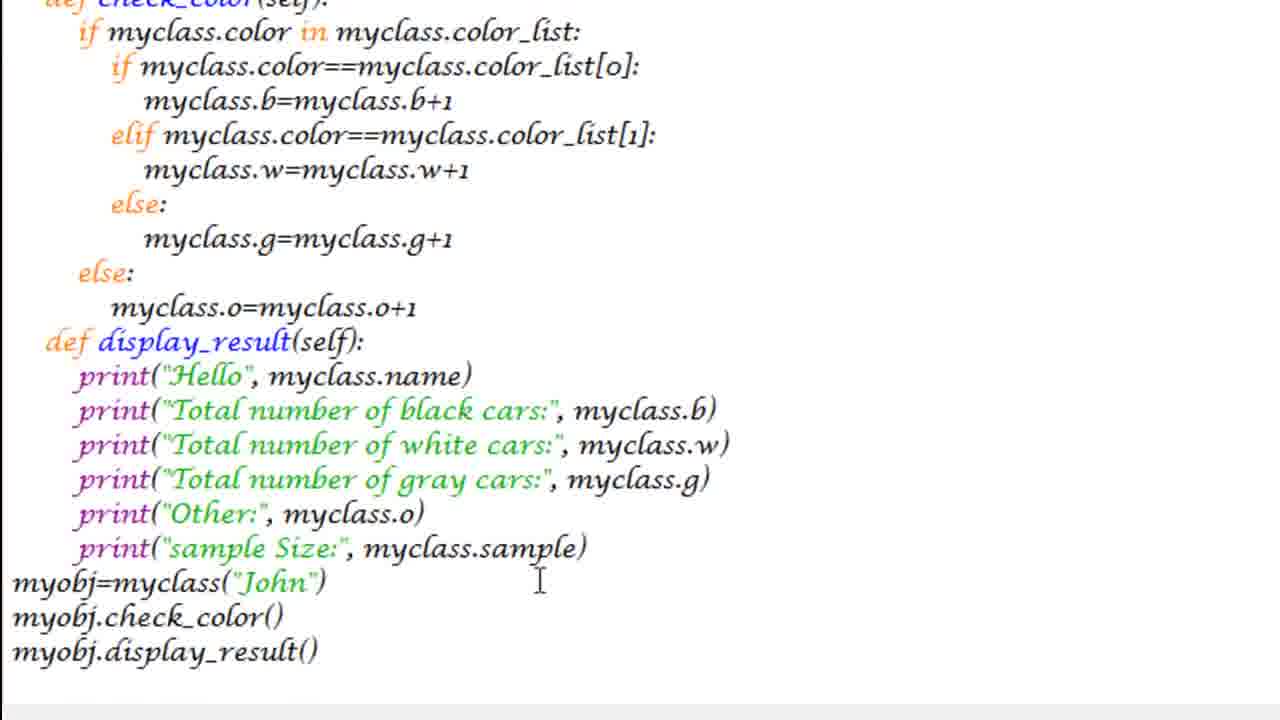 def check_color(self):
if myclass.color in myclass.color_list:
if myclass.color==myclass.color_list[0]:
myclass.b=myclass.b+1
elif myclass.color==myclass.color_list[1]:
myclass.w=myclass.w+1
else:
myclass.g=myclass.g+1
else:
myclass.o=myclass.o+1
def display_result(self):
print("Hello", myclass.name)
print("Total number of black cars:", myclass.b)
print("Total number of white cars:", myclass.w)
print("Total number of gray cars:", myclass.g)
print("Other:", myclass.o)
print("sample Size:", myclass.sample)
myobj=myclass("John")
myobj.check_color()
myobj.display_result()